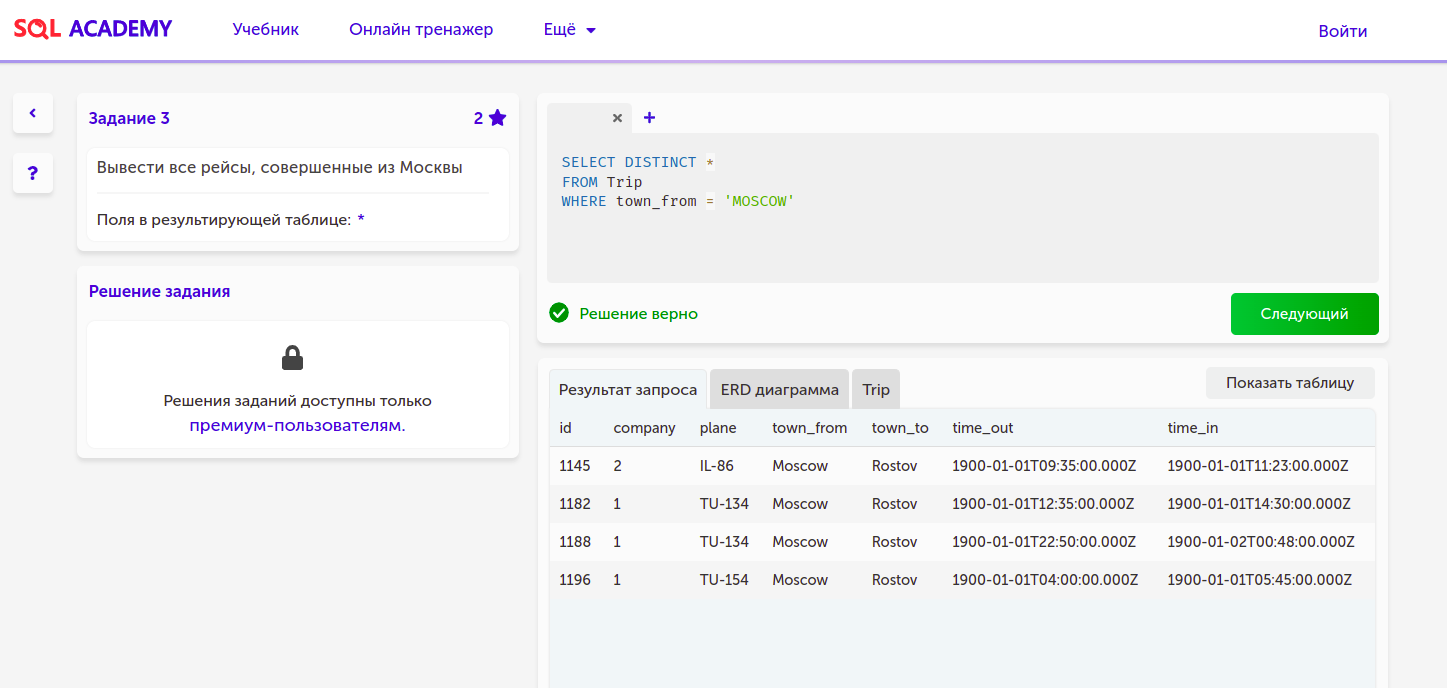 SQL ACADEMY
Учебник
Онлайн тренажер
Ещё
Войти
Задание 3
2
Вывести все рейсы, совершенные из Москвы
Поля в результирующей таблице: *
?
Решение задания
Решения заданий доступны только
премиум-пользователям.
SELECT DISTINCT *
FROM Trip
WHERE town_from = 'MOSCOW'
Решение верно
Следующий
Результат запроса
ERD диаграмма
Trip
Показать таблицу
id company plane town_from town_to time_out time_in
1145 2 IL-86 Moscow Rostov 1900-01-01T09:35:00.000Z 1900-01-01T11:23:00.000Z
1182 1 TU-134 Moscow Rostov 1900-01-01T12:35:00.000Z 1900-01-01T14:30:00.000Z
1188 1 TU-134 Moscow Rostov 1900-01-01T22:50:00.000Z 1900-01-02T00:48:00.000Z
1196 1 TU-154 Moscow Rostov 1900-01-01T04:00:00.000Z 1900-01-01T05:45:00.000Z